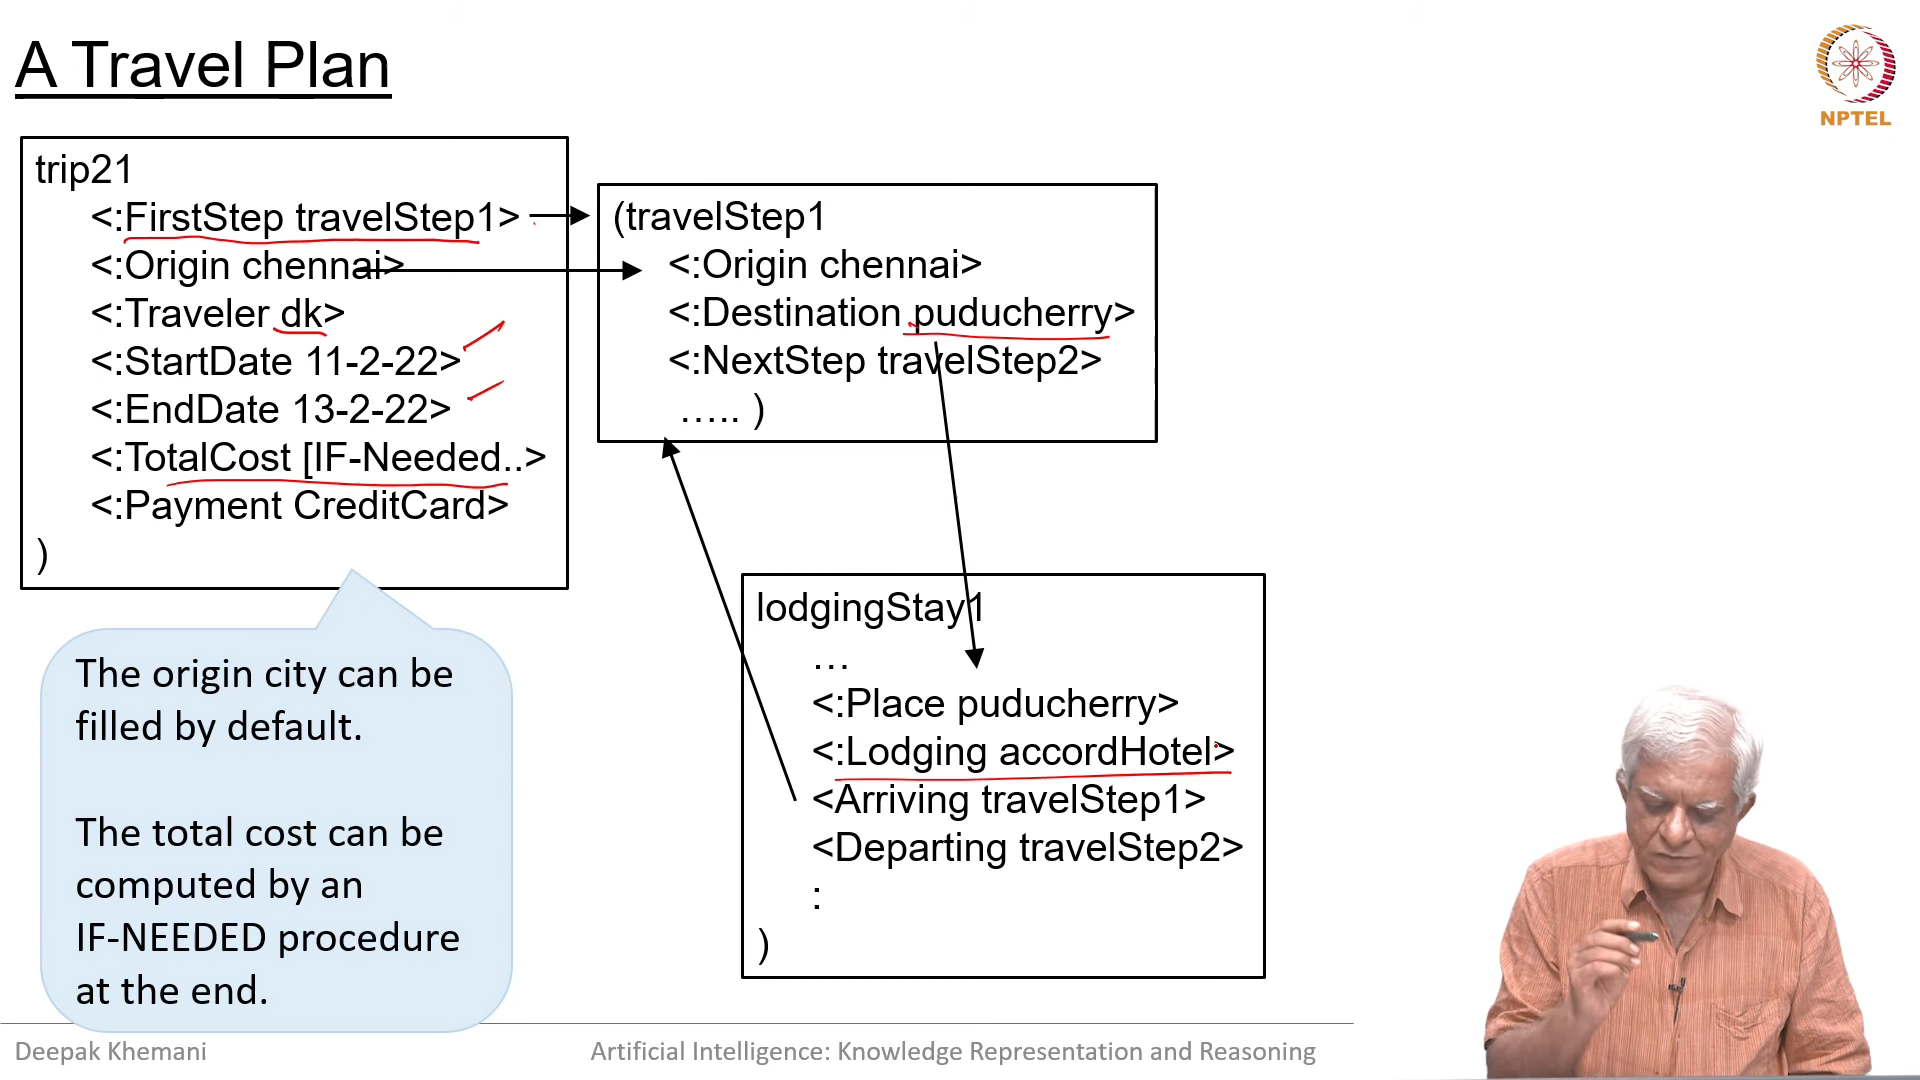 A Travel Plan
NPTEL
trip21
<:FirstStep travelStep1>
<:Origin chennai>
<:Traveler dk>
<:StartDate 11-2-22>
<:EndDate 13-2-22>
<:TotalCost [IF-Needed..>
<:Payment CreditCard>
)
(travelStep1
<:Origin chennai>
<:Destination puducherry>
<:NextStep travelStep2>
….. )
lodgingStay1
…
<:Place puducherry>
<:Lodging accordHotel>
<Arriving travelStep1>
<Departing travelStep2>
:
)
The origin city can be
filled by default.
The total cost can be
computed by an
IF-NEEDED procedure
at the end.
Deepak Khemani
Artificial Intelligence: Knowledge Representation and Reasoning